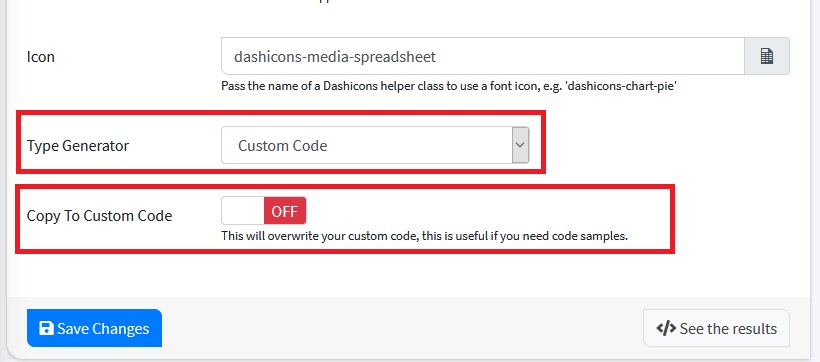 Icon
dashicons-media-spreadsheet
Pass the name of a Dashicons helper class to use a font icon, e.g. 'dashicons-chart-pie'
Type Generator
Custom Code
Copy To Custom Code
OFF
This will overwrite your custom code, this is useful if you need code samples.
Save Changes
See the results